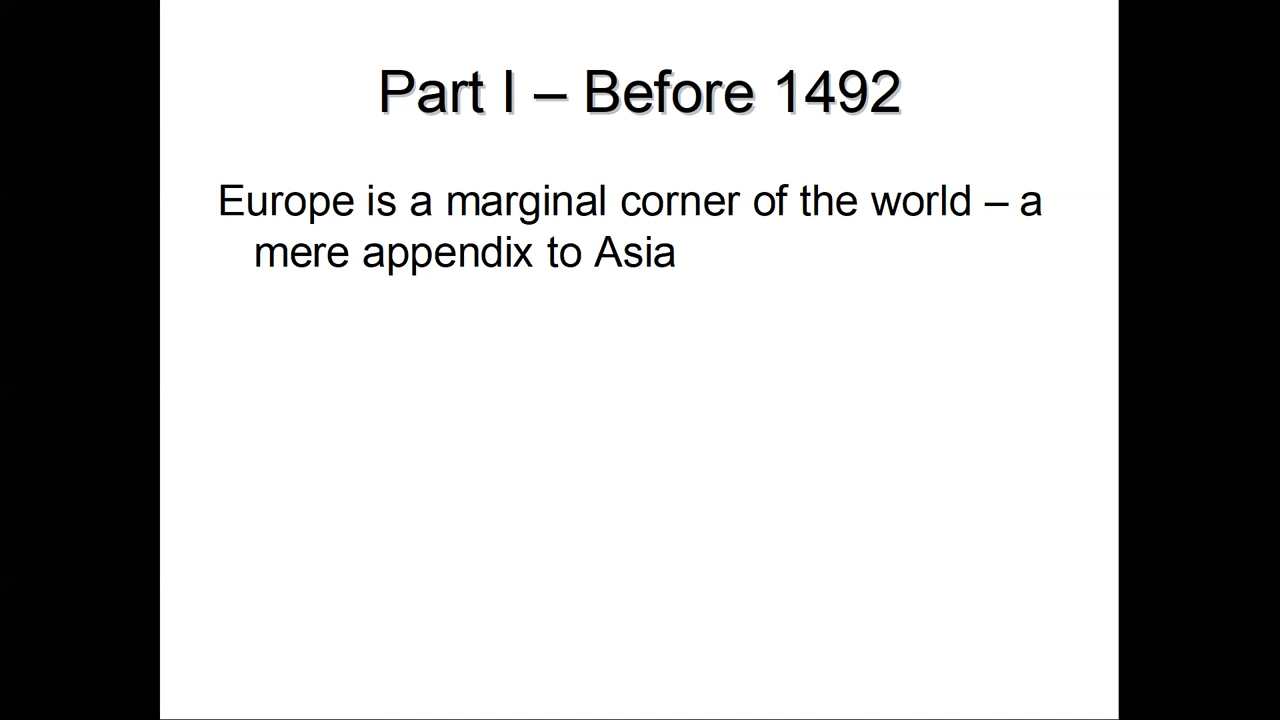 Part I – Before 1492
Europe is a marginal corner of the world – a
mere appendix to Asia